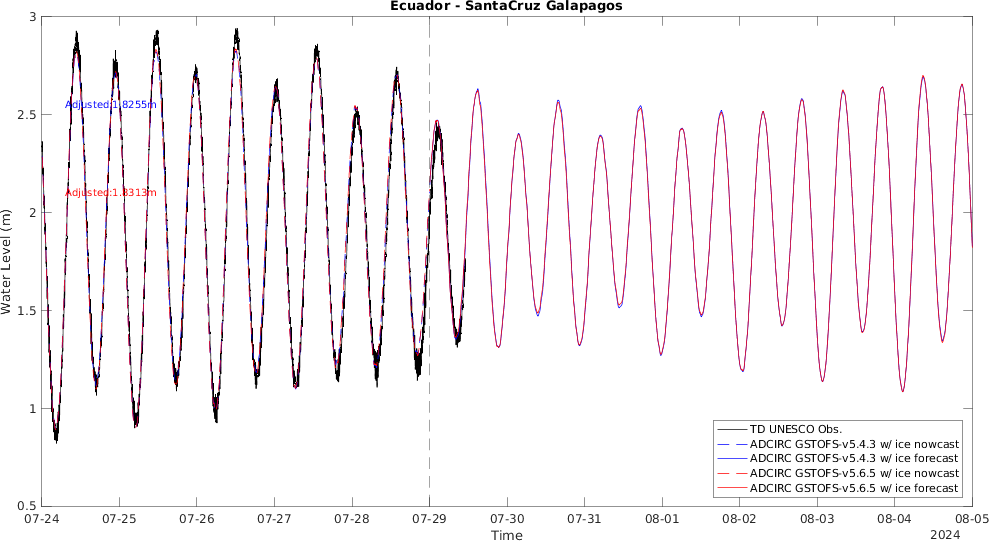 Ecuador - SantaCruz Galapagos
3
2.5
2
1.5
1
0.5
Water Level (m)
Adjusted:1.8255m
Adjusted:1.8313m
TD UNESCO Obs.
ADCIRC GSTOFS-v5.4.3 w/ ice nowcast
ADCIRC GSTOFS-v5.4.3 w/ ice forecast
ADCIRC GSTOFS-v5.6.5 w/ ice nowcast
ADCIRC GSTOFS-v5.6.5 w/ ice forecast
07-24 07-25 07-26 07-27 07-28 07-29 07-30 07-31 08-01 08-02 08-03 08-04 08-05
Time
2024